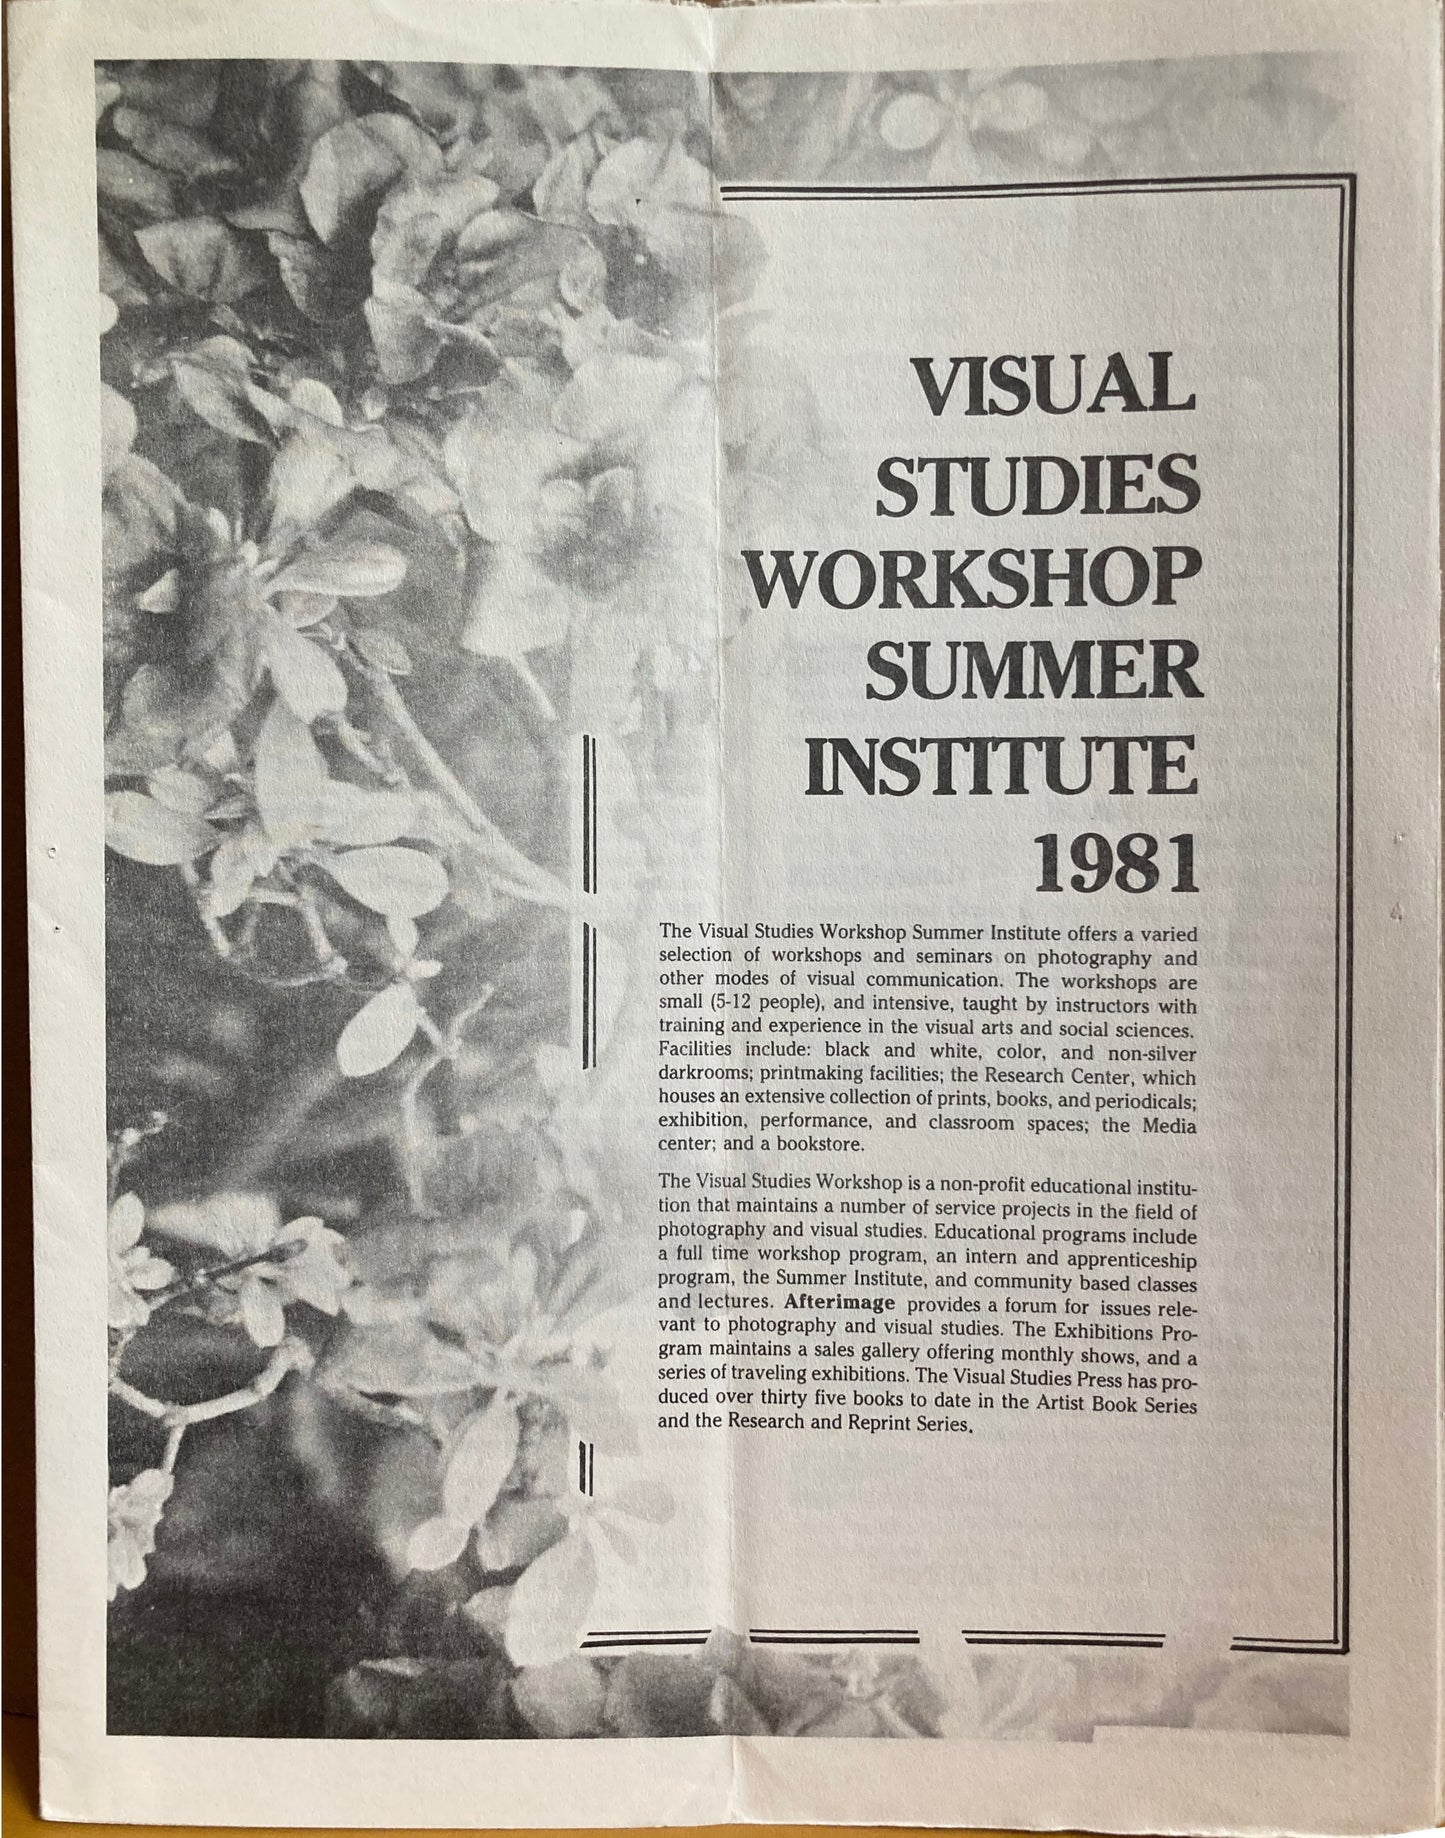 VISUAL
STUDIES
WORKSHOP
SUMMER
INSTITUTE
1981
The Visual Studies Workshop Summer Institute offers a varied
selection of workshops and seminars on photography and
other modes of visual communication. The workshops are
small (5-12 people), and intensive, taught by instructors with
training and experience in the visual arts and social sciences.
Facilities include: black and white, color, and non-silver
darkrooms; printmaking facilities; the Research Center, which
houses an extensive collection of prints, books, and periodicals;
exhibition, performance, and classroom spaces; the Media
center; and a bookstore.
The Visual Studies Workshop is a non-profit educational institu-
tion that maintains a number of service projects in the field of
photography and visual studies. Educational programs include
a full time workshop program, an intern and apprenticeship
program, the Summer Institute, and community based classes
and lectures. Afterimage provides a forum for issues rele-
vant to photography and visual studies. The Exhibitions Pro-
gram maintains a sales gallery offering monthly shows, and a
series of traveling exhibitions. The Visual Studies Press has pro-
duced over thirty five books to date in the Artist Book Series
and the Research and Reprint Series.